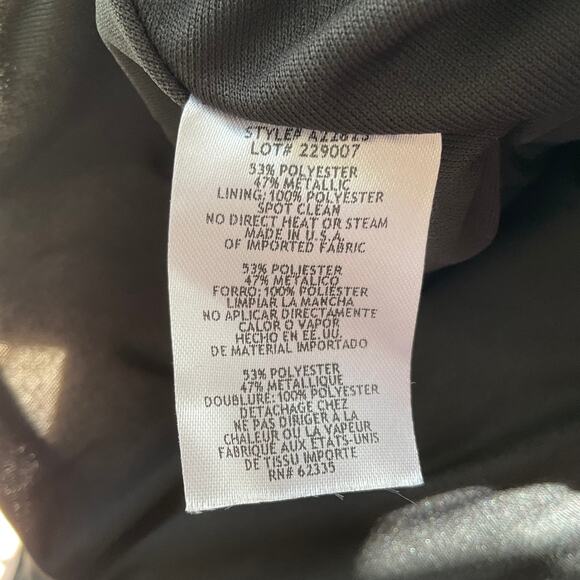 STYLE# A11813
LOT# 229007
53% POLYESTER
47% METALLIC
LINING: 100% POLYESTER
SPOT CLEAN
NO DIRECT HEAT OR STEAM
MADE IN U.S.A.
OF IMPORTED FABRIC
53% POLIESTER
47% METALICO
FORRO: 100% POLIESTER
LIMPIAR LA MANCHA
NO APLICAR DIRECTAMENTE
CALOR O VAPOR
HECHO EN EE.UU.
DE MATERIAL IMPORTADO
53% POLYESTER
47% METALLIQUE
DOUBLURE: 100% POLYESTER
DETACHAGE CHEZ
NE PAS DIRIGER À LA
CHALEUR OU LA VAPEUR
FABRIQUE AUX ÉTATS-UNIS
DE TISSU IMPORTE
RN# 62335